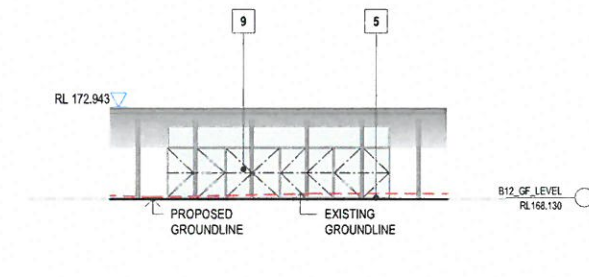 9
5
RL 172.943
B12_GF_LEVEL
RL168.130
PROPOSED
GROUNDLINE
EXISTING
GROUNDLINE